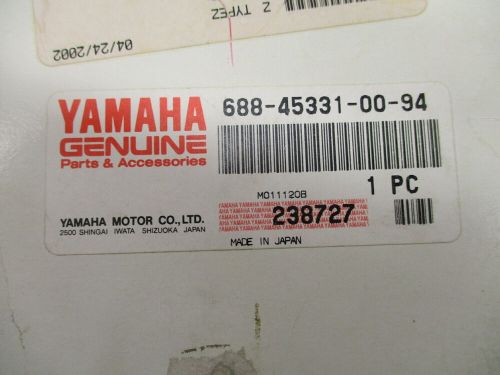 04/24/2002
Z TYPEZ
YAMAHA
GENUINE
Parts & Accessories
688-45331-00-94
M011120B
1 PC
YAMAHA MOTOR CO.,LTD.
2500 SHINGAI IWATA SHIZUOKA JAPAN
238727
MADE IN JAPAN